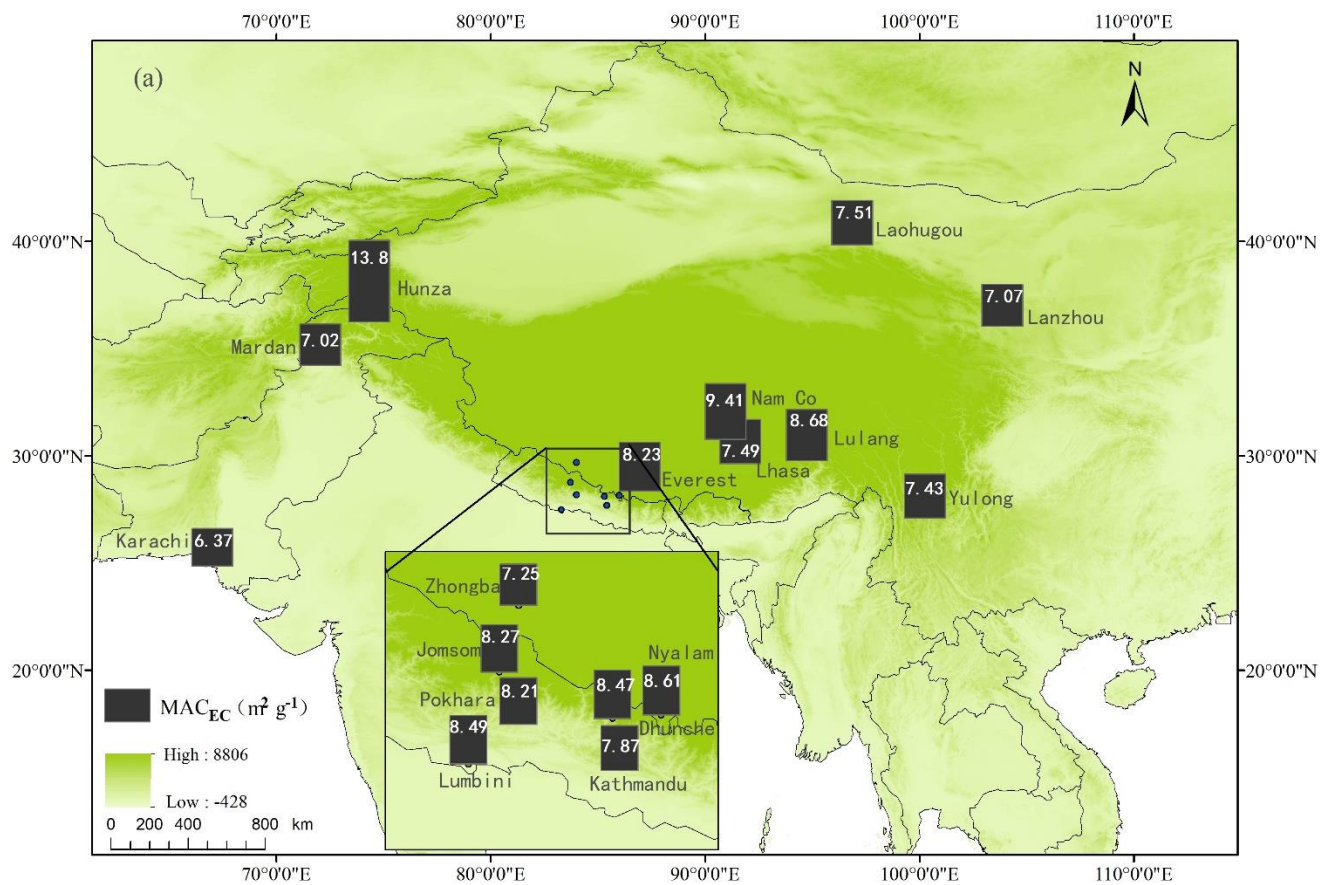 70°0'0"E 80°0'0"E 90°0'0"E 100°0'0"E 110°0'0"E
(a)
N
7.51
Laohugou
40°0'0"N 40°0'0"N
13.8
Hunza
7.07
Lanzhou
7.02
Mardan
9.41
Nam Co
8.68
Lulang
7.49
Lhasa
30°0'0"N 30°0'0"N
8.23
Everest
7.43
Yulong
6.37
Karachi
7.25
Zhongba
8.27
Jomsom
Nyalam
8.61
8.47
20°0'0"N 20°0'0"N
8.21
Pokhara
Dhunche
8.49
7.87
Lumbini
Kathmandu
MAC_EC (m² g⁻¹)
High : 8806
Low : -428
0 200 400 800 km
70°0'0"E 80°0'0"E 90°0'0"E 100°0'0"E 110°0'0"E